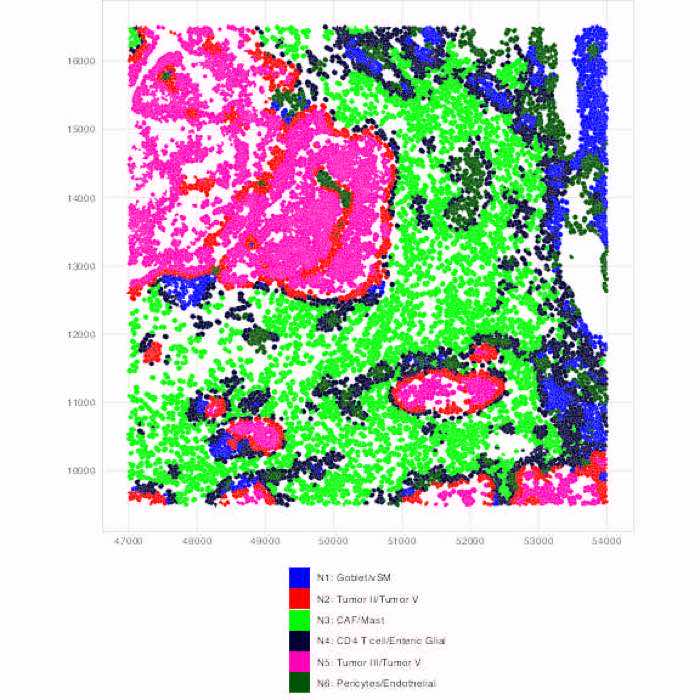 16000
15000
14000
13000
12000
11000
10000
47000 48000 49000 50000 51000 52000 53000 54000
N1: Goblet/vSM
N2: Tumor II/Tumor V
N3: CAF/Mast
N4: CD4 T cell/Enteric Glial
N5: Tumor III/Tumor V
N6: Pericytes/Endothelial